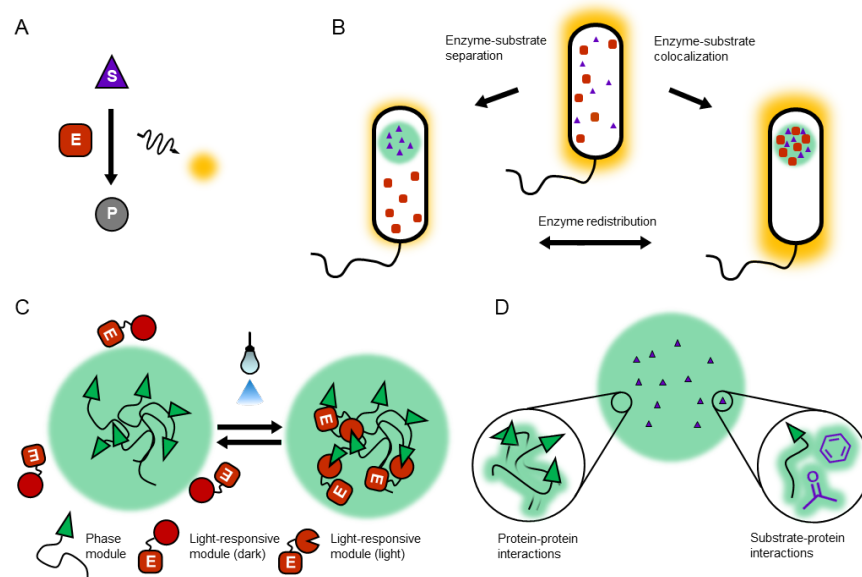 A
S
E
P
B
Enzyme-substrate
separation
Enzyme-substrate
colocalization
Enzyme redistribution
C
E
E
E
E
E
E
E
Phase
module
E
Light-responsive
module (dark)
E
Light-responsive
module (light)
D
Protein-protein
interactions
Substrate-protein
interactions
O